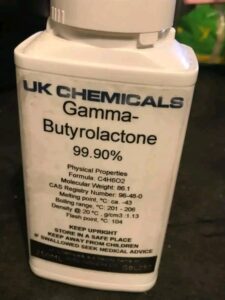 UK CHEMICALS
Gamma-
Butyrolactone
99.90%
Physical Properties
Formula: C4H6O2
Molecular Weight: 86.1
CAS Registry Number: 96-48-0
Melting point, °C: ca. -43
Boiling range, °C: 201 - 206
Density @ 20 °C, g/cm3 :1.13
Flash point, °C 104
KEEP UPRIGHT
STORE IN A SAFE PLACE
KEEP AWAY FROM CHILDREN
IF SWALLOWED SEEK MEDICAL ADVICE